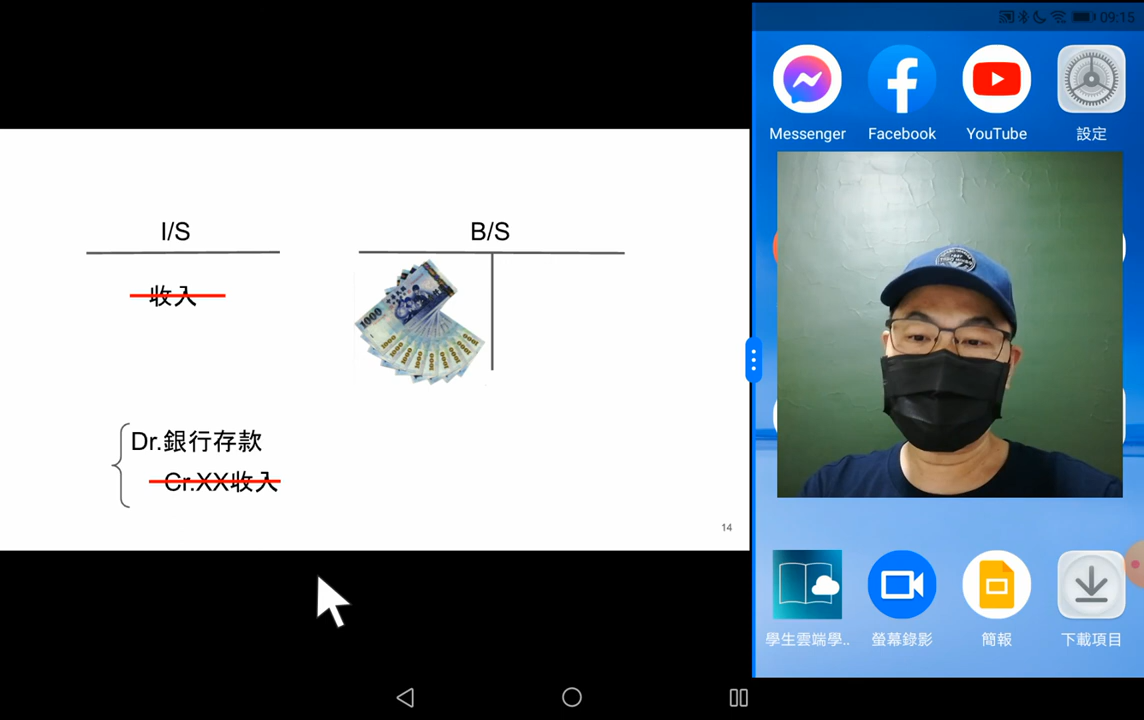 09:15
Messenger
Facebook
YouTube
設定
I/S
B/S
收入
1000
Dr.銀行存款
Cr.XX收入
14
學生雲端學..
螢幕錄影
簡報
下載項目